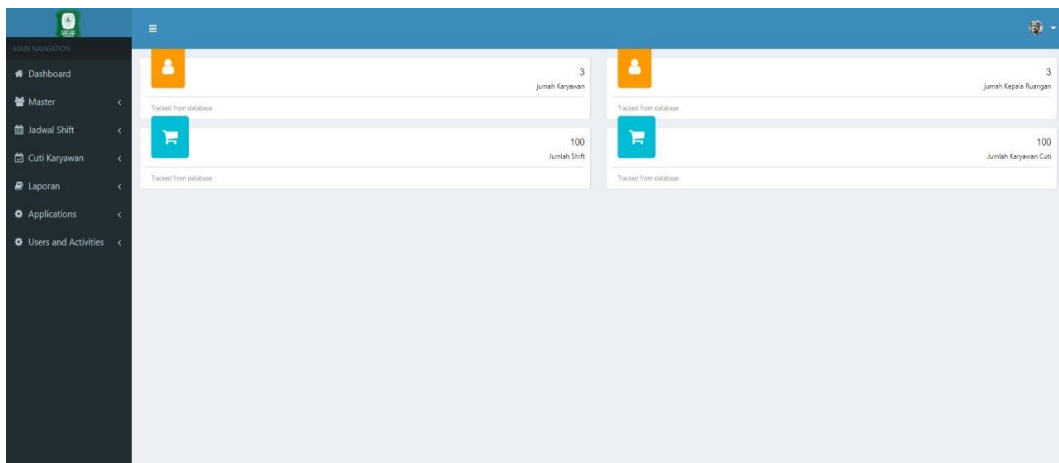 MAIN NAVIGATION
Dashboard
Master
Jadwal Shift
Cuti Karyawan
Laporan
Applications
Users and Activities
3
jumah Karyawan
Tracked from database
3
jumah Kepala Ruangan
Tracked from database
100
Jumlah Shift
Tracked from database
100
Jumlah Karyawan Cuti
Tracked from database